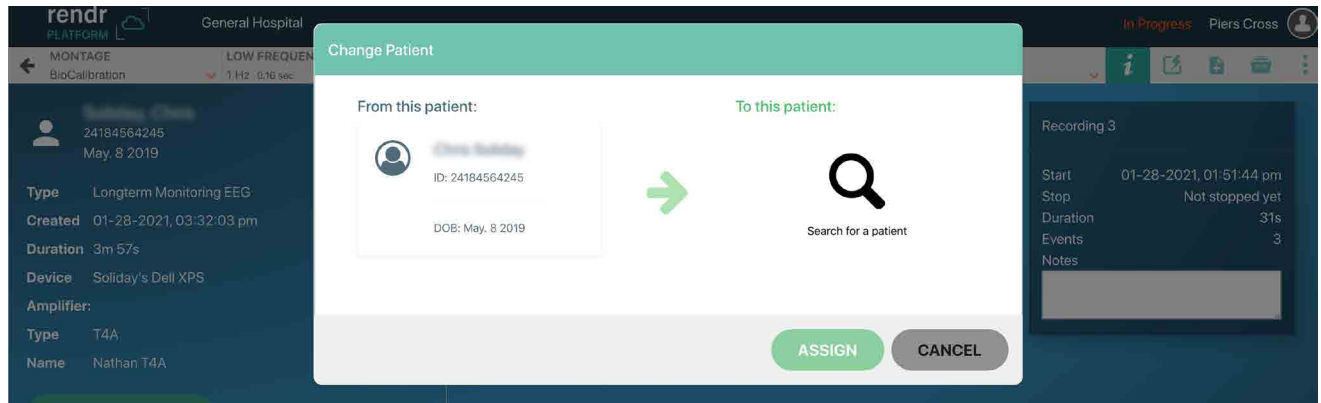 rendr
PLATFORM
General Hospital
In Progress
Piers Cross
MONTAGE
BioCalibration
LOW FREQUEN
1 Hz 0.16 sec
24184564245
May. 8 2019
Type Longterm Monitoring EEG
Created 01-28-2021, 03:32:03 pm
Duration 3m 57s
Device Soliday's Dell XPS
Amplifier:
Type T4A
Name Nathan T4A
Change Patient
From this patient:
ID: 24184564245
DOB: May. 8 2019
To this patient:
Search for a patient
ASSIGN
CANCEL
i
Recording 3
Start 01-28-2021, 01:51:44 pm
Stop Not stopped yet
Duration 31s
Events 3
Notes